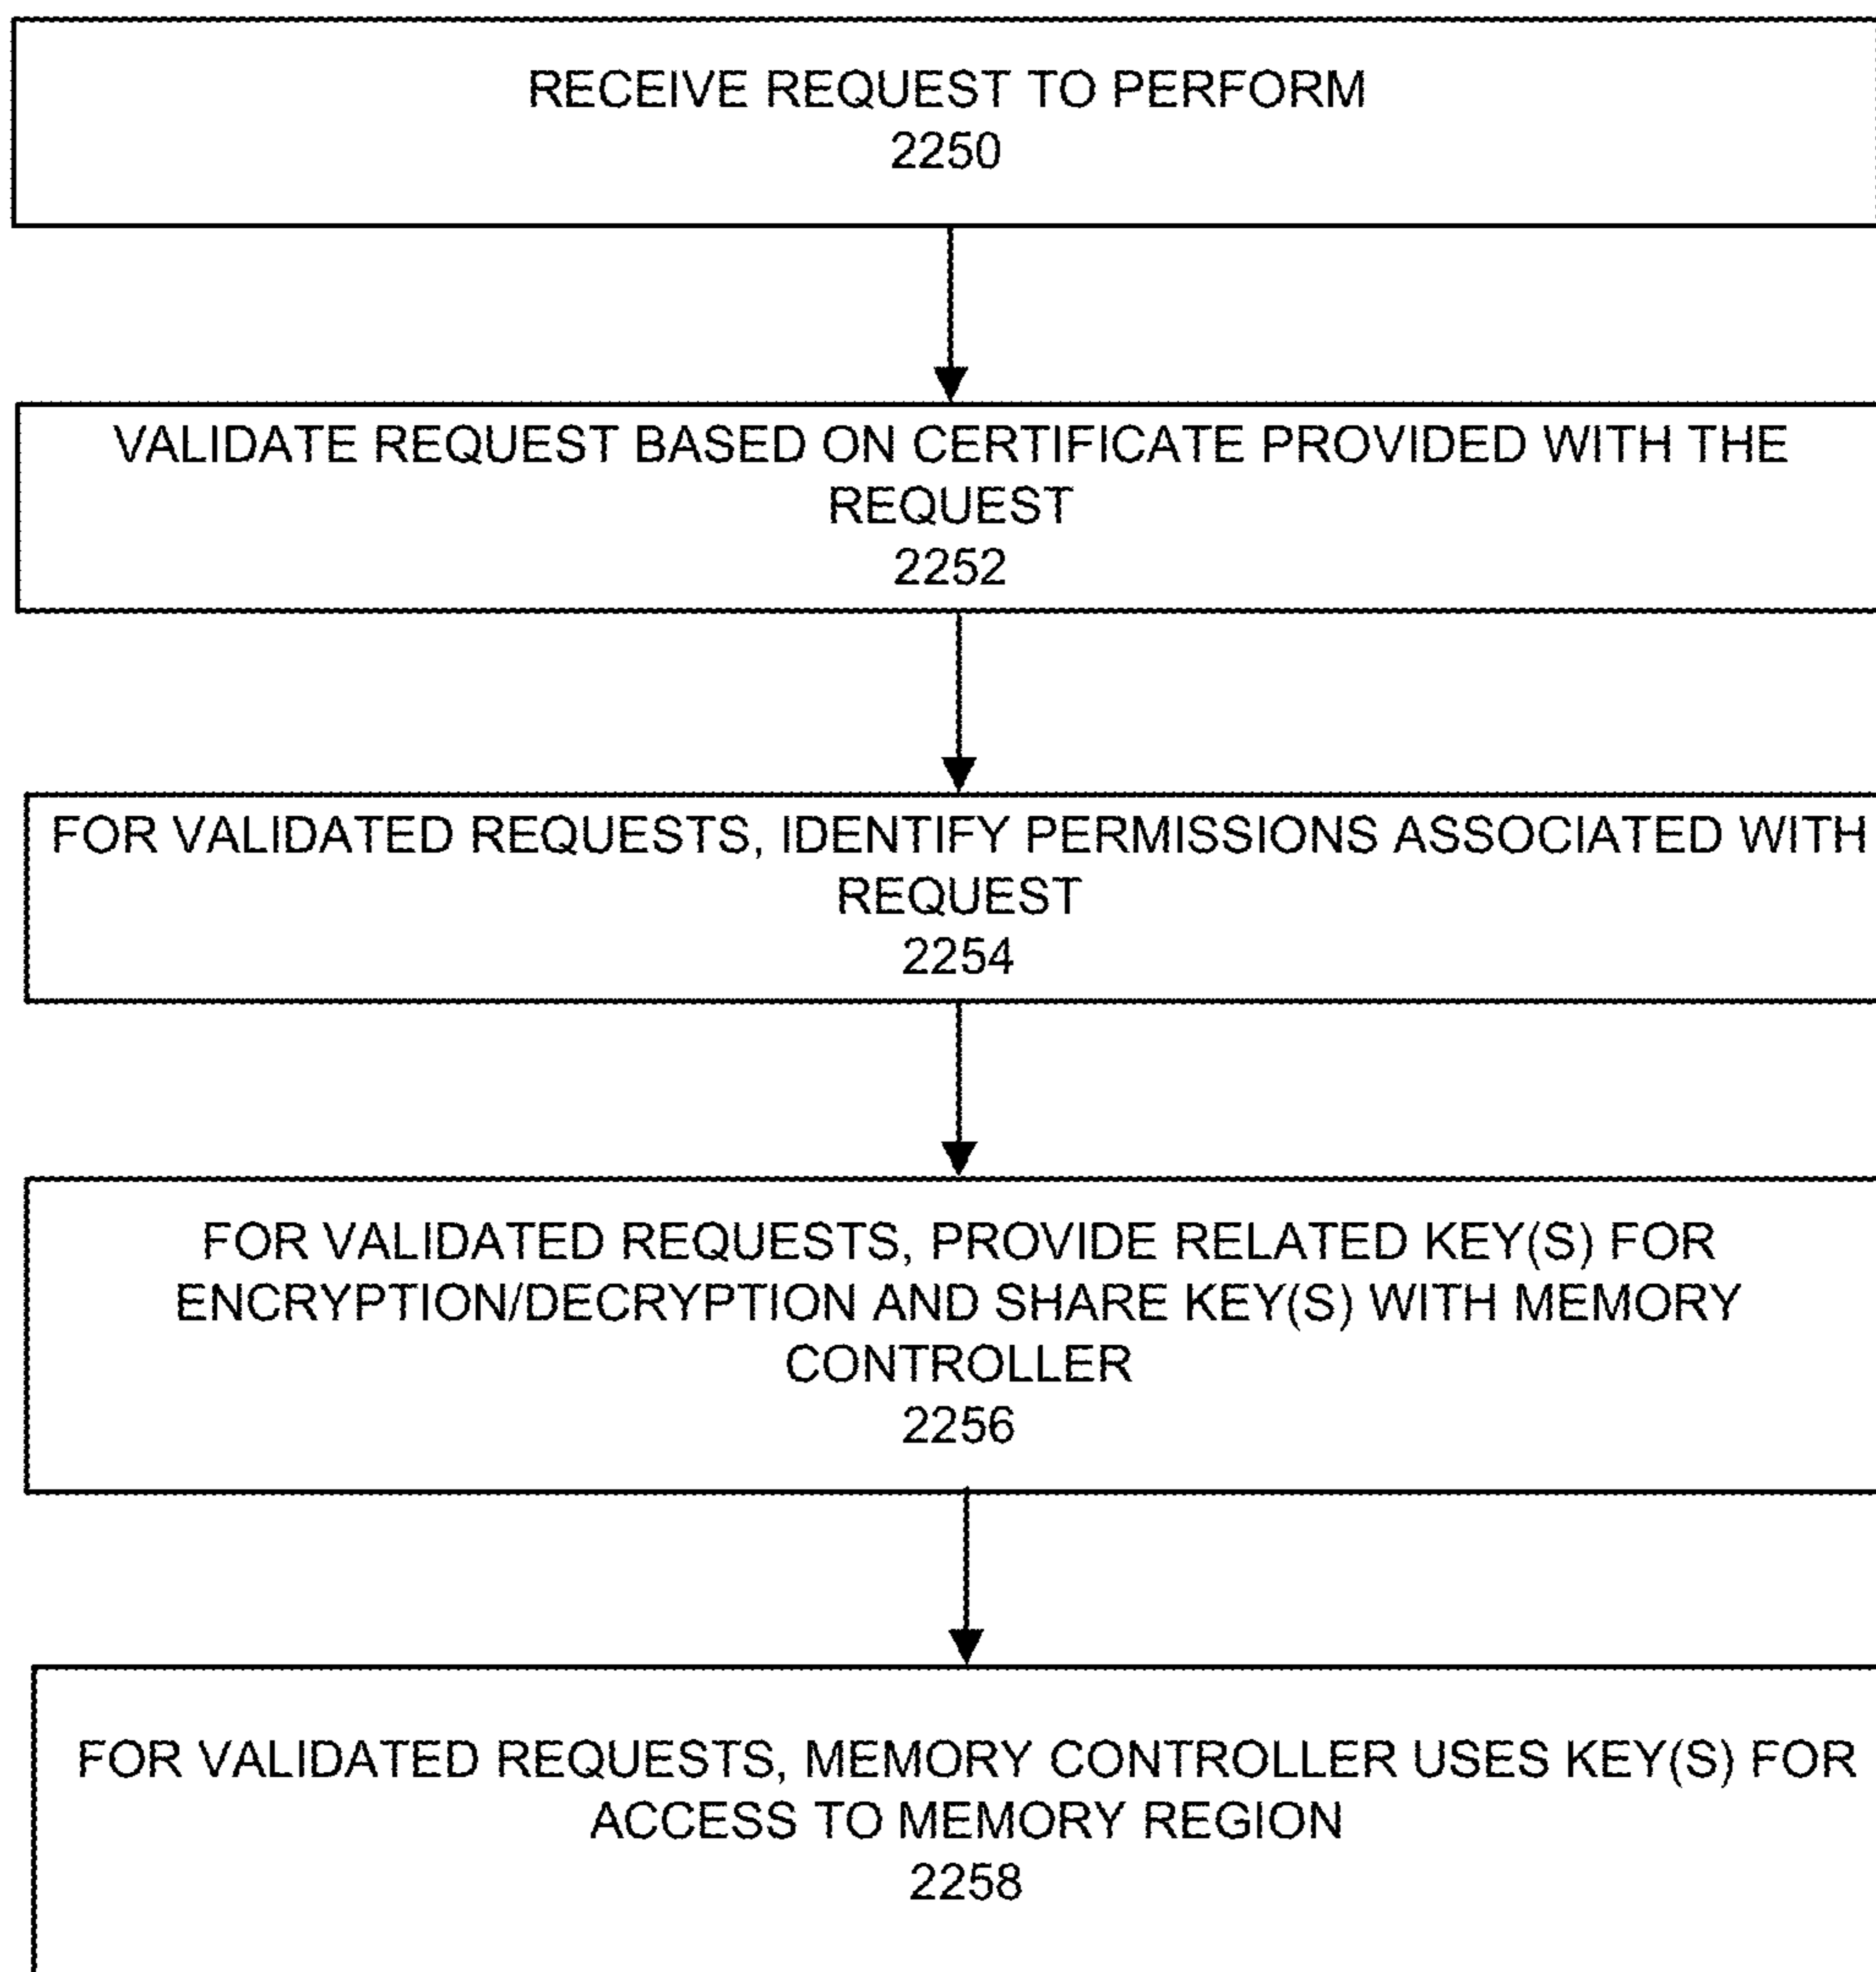 RECEIVE REQUEST TO PERFORM
2250
VALIDATE REQUEST BASED ON CERTIFICATE PROVIDED WITH THE
REQUEST
2252
FOR VALIDATED REQUESTS, IDENTIFY PERMISSIONS ASSOCIATED WITH
REQUEST
2254
FOR VALIDATED REQUESTS, PROVIDE RELATED KEY(S) FOR
ENCRYPTION/DECRYPTION AND SHARE KEY(S) WITH MEMORY
CONTROLLER
2256
FOR VALIDATED REQUESTS, MEMORY CONTROLLER USES KEY(S) FOR
ACCESS TO MEMORY REGION
2258